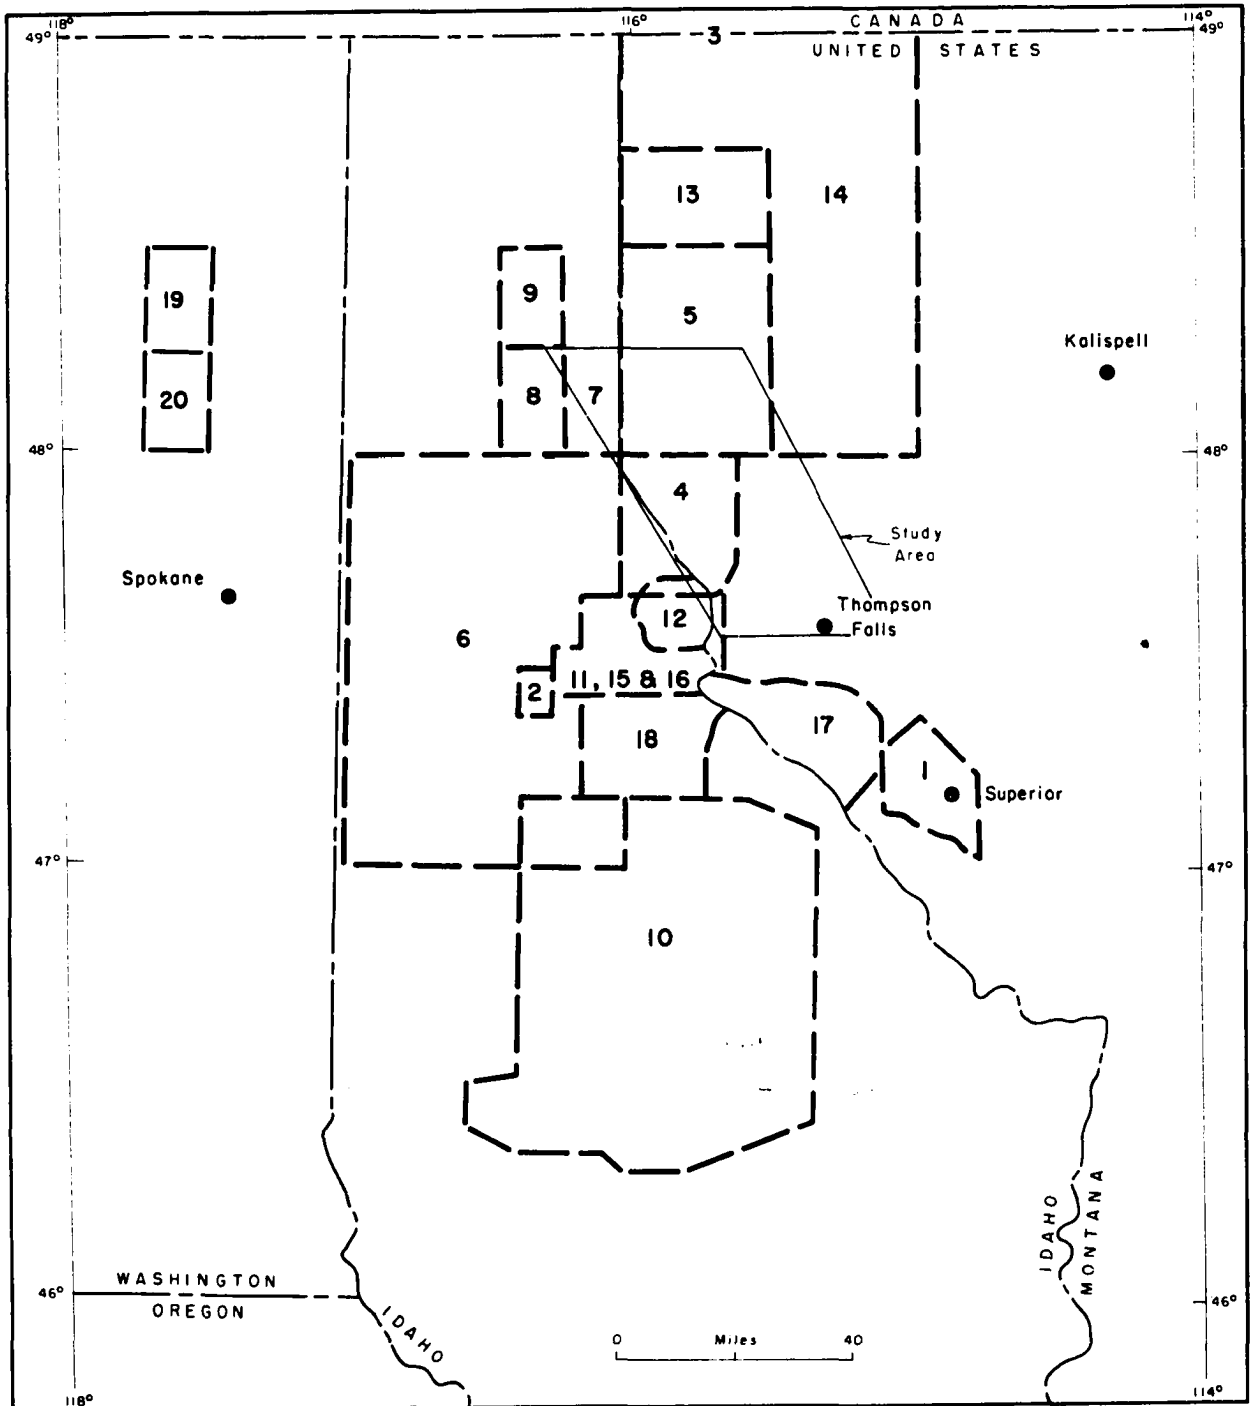 118°
116°
114°
CANADA
49°
3
49°
UNITED STATES
13
14
9
19
5
Kalispell
8
7
20
48°
48°
4
Study
Area
Spokane
Thompson
Falls
12
6
11, 15 & 16
2
17
18
1
Superior
47°
47°
10
IDAHO
MONTANA
WASHINGTON
46°
46°
OREGON
IDAHO
0 Miles 40
118°
114°